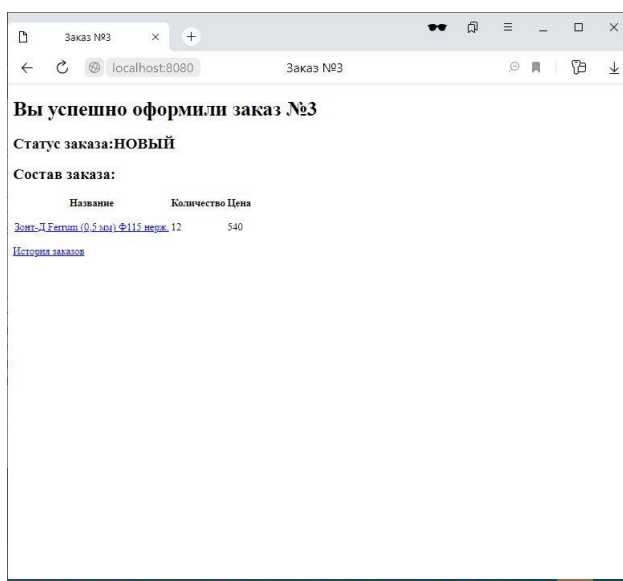 Заказ №3
localhost:8080 Заказ №3
Вы успешно оформили заказ №3
Статус заказа:НОВЫЙ
Состав заказа:
Название Количество Цена
Зонт-Д Ferrum (0,5 мм) Ф115 нерж. 12 540
История заказов